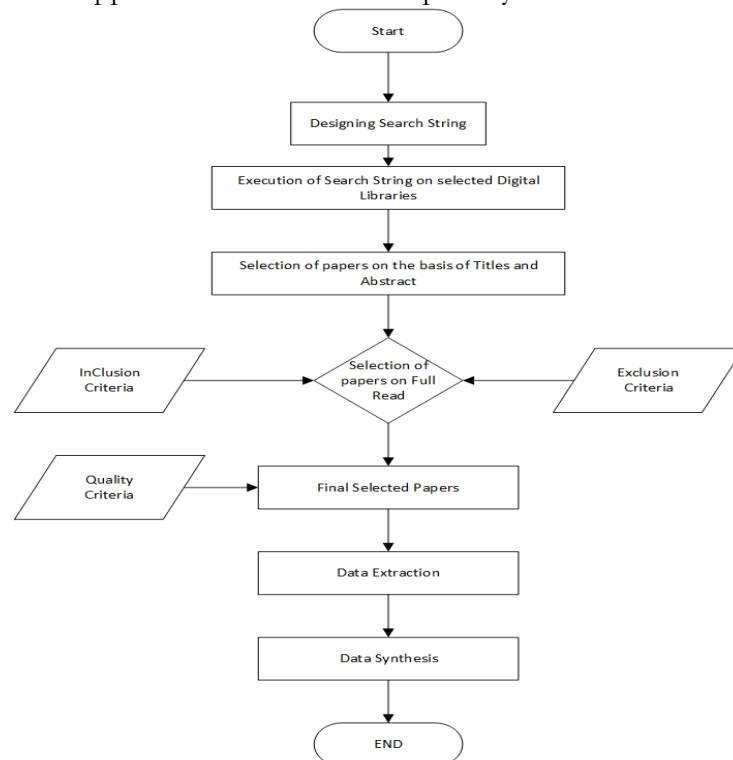 Start
Designing Search String
Execution of Search String on selected Digital
Libraries
Selection of papers on the basis of Titles and
Abstract
InClusion
Criteria
Selection of
papers on Full
Read
Exclusion
Criteria
Quality
Criteria
Final Selected Papers
Data Extraction
Data Synthesis
END